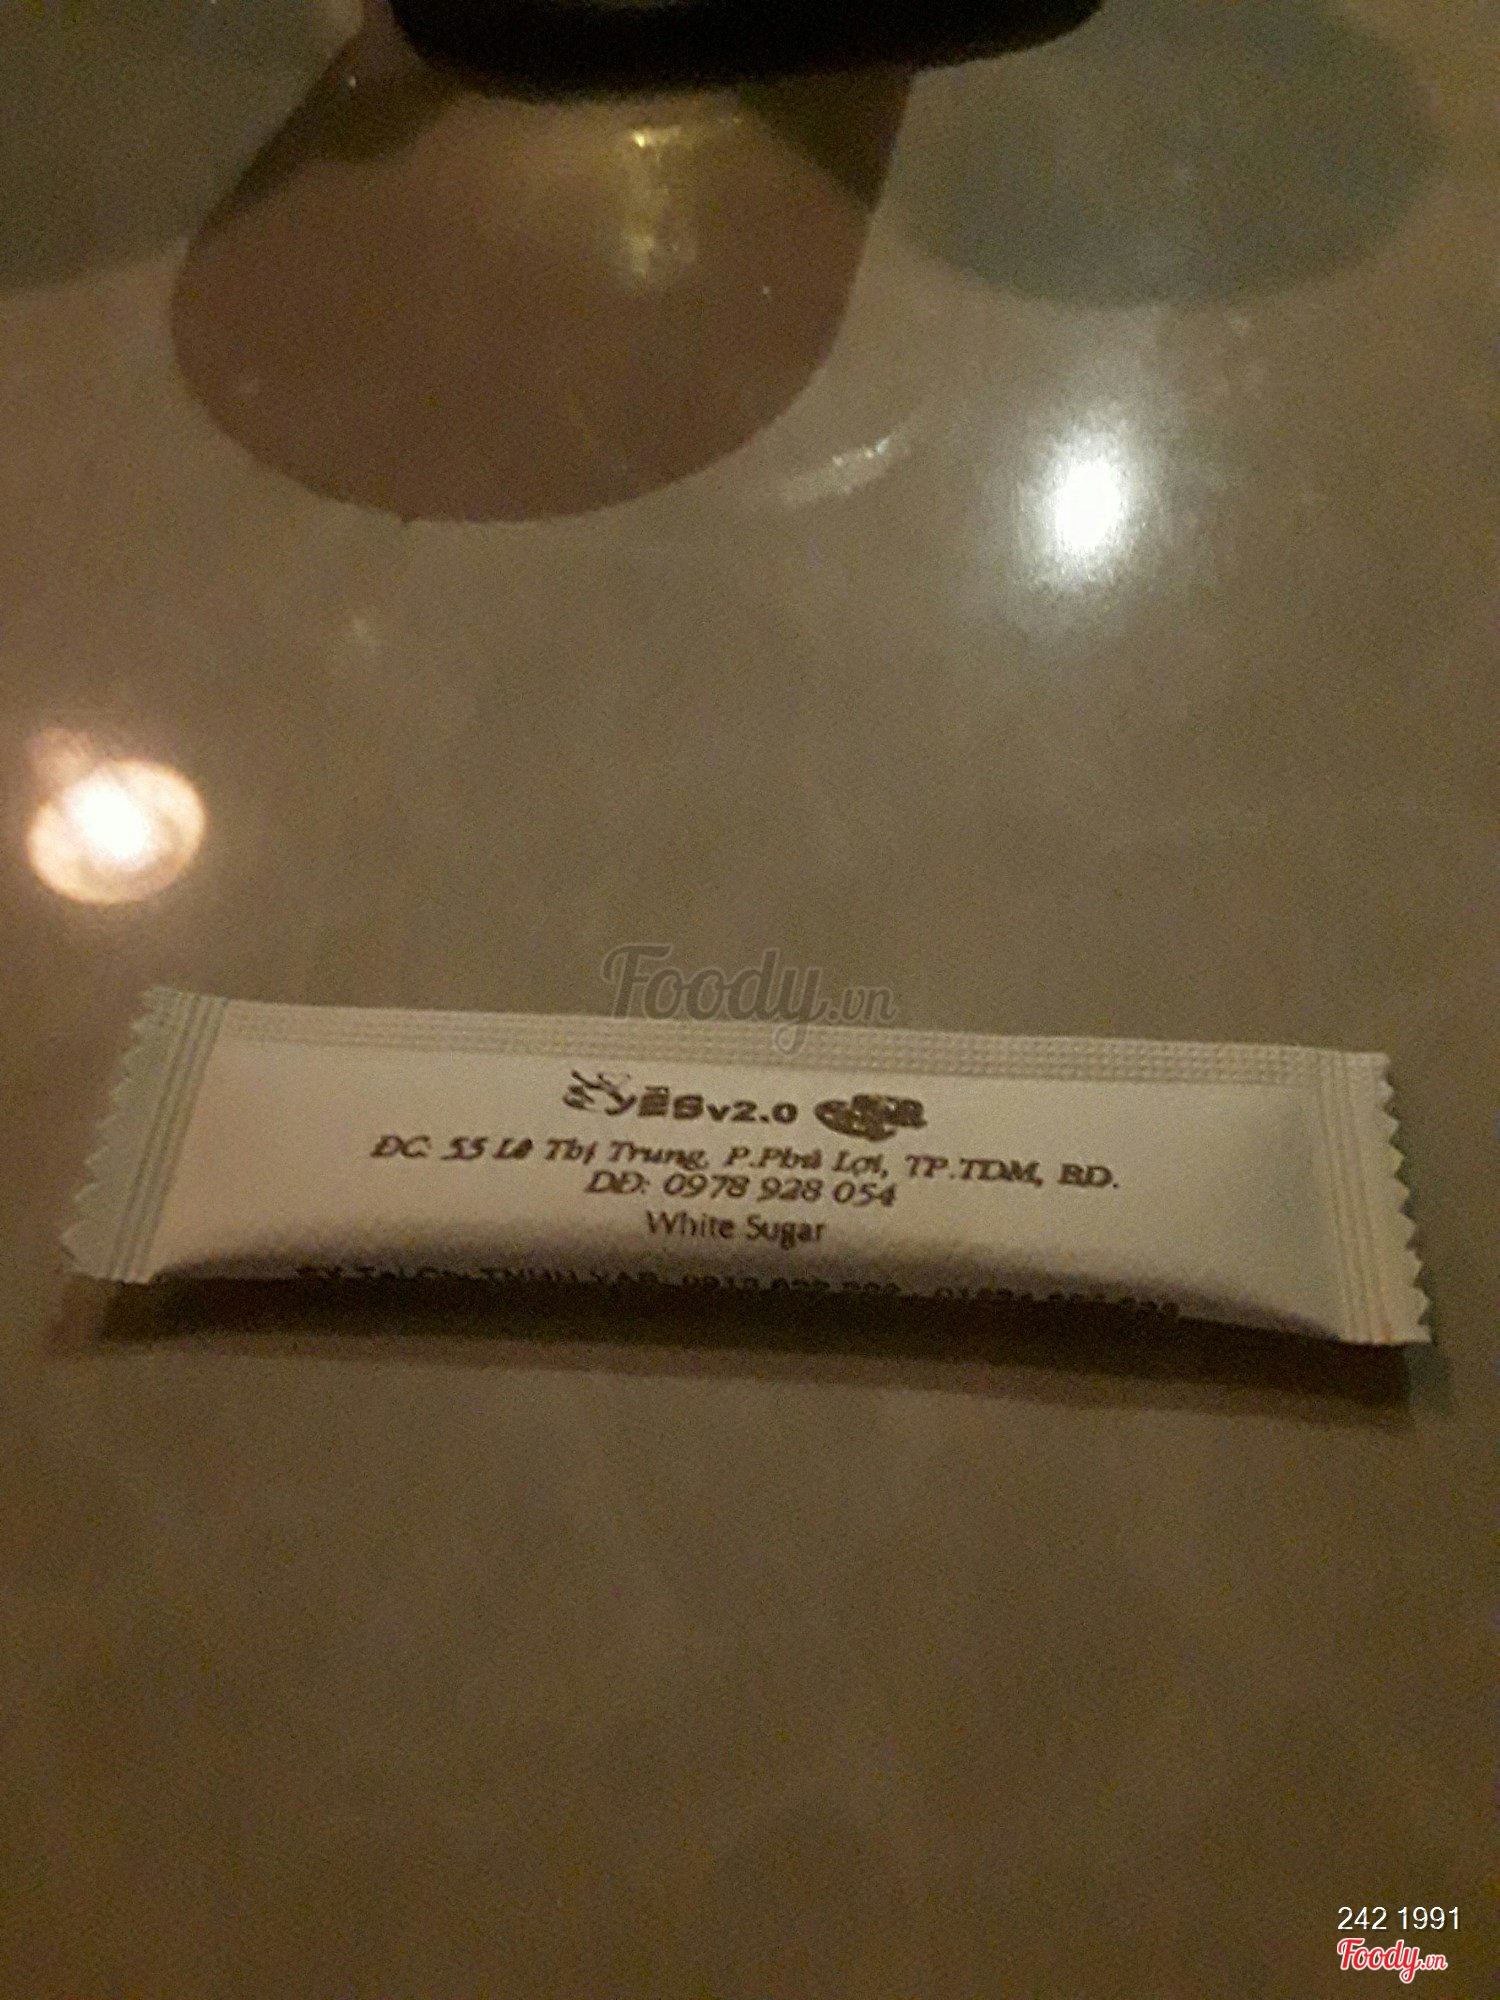 Foody.vn
yesv2.0
ĐC: 55 Lê Thị Trung, P.Phú Lợi, TP.TDM, BD.
DĐ: 0978 928 054
White Sugar
242 1991
Foody.vn